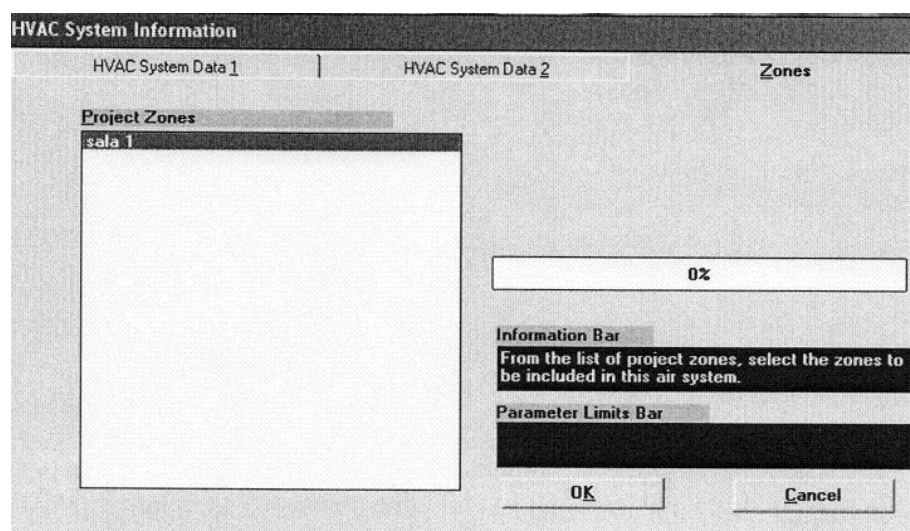 HVAC System Information
HVAC System Data 1
HVAC System Data 2
Zones
Project Zones
sala 1
0%
Information Bar
From the list of project zones, select the zones to
be included in this air system.
Parameter Limits Bar
OK
Cancel